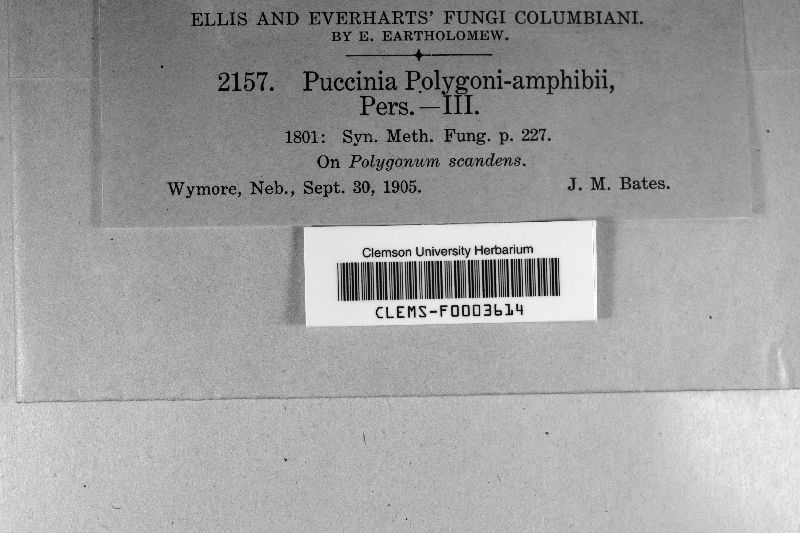 ELLIS AND EVERHARTS' FUNGI COLUMBIANI.
BY E. EARTHOLOMEW.
2157. Puccinia Polygoni-amphibii,
Pers.—III.
1801: Syn. Meth. Fung. p. 227.
On Polygonum scandens.
Wymore, Neb., Sept. 30, 1905. J. M. Bates.
Clemson University Herbarium
CLEMS-F0003614